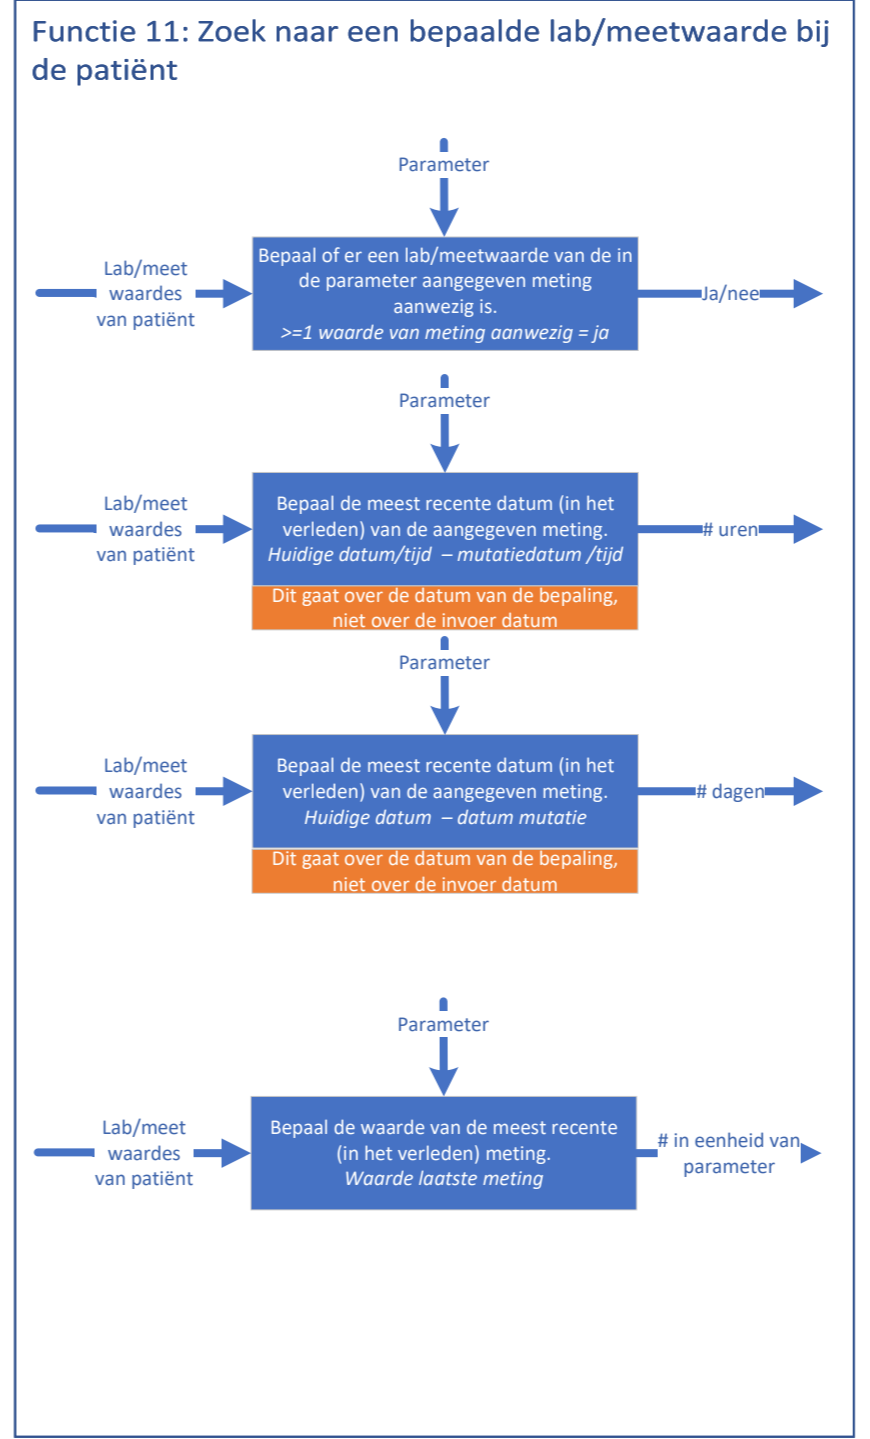 Functie 11: Zoek naar een bepaalde lab/meetwaarde bij
de patiënt
Parameter
Lab/meet
waardes
van patiënt
Bepaal of er een lab/meetwaarde van de in
de parameter aangegeven meting
aanwezig is.
>=1 waarde van meting aanwezig = ja
Ja/nee
Parameter
Lab/meet
waardes
van patiënt
Bepaal de meest recente datum (in het
verleden) van de aangegeven meting.
Huidige datum/tijd – mutatiedatum /tijd
# uren
Dit gaat over de datum van de bepaling,
niet over de invoer datum
Parameter
Lab/meet
waardes
van patiënt
Bepaal de meest recente datum (in het
verleden) van de aangegeven meting.
Huidige datum – datum mutatie
# dagen
Dit gaat over de datum van de bepaling,
niet over de invoer datum
Parameter
Lab/meet
waardes
van patiënt
Bepaal de waarde van de meest recente
(in het verleden) meting.
Waarde laatste meting
# in eenheid van
parameter